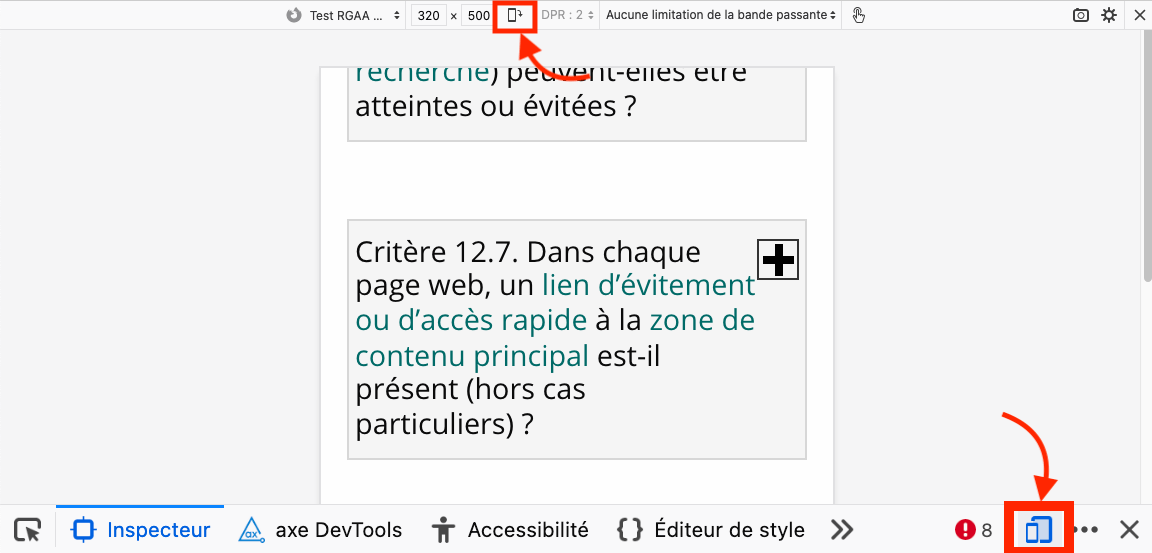 Test RGAA ... 320 × 500 DPR : 2 Aucune limitation de la bande passante
recherche) peuvent-elles être
atteintes ou évitées ?
Critère 12.7. Dans chaque
page web, un lien d’évitement
ou d’accès rapide à la zone de
contenu principal est-il
présent (hors cas
particuliers) ?
Inspecteur axe DevTools Accessibilité {} Éditeur de style 8